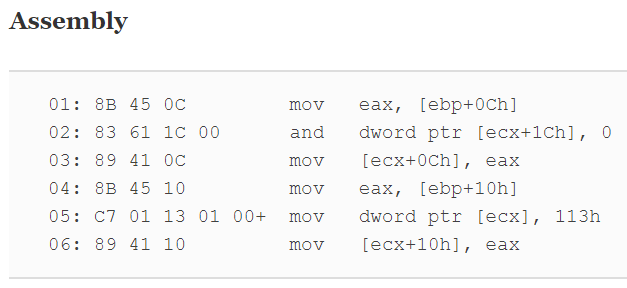 Assembly
01: 8B 45 0C mov eax, [ebp+0Ch]
02: 83 61 1C 00 and dword ptr [ecx+1Ch], 0
03: 89 41 0C mov [ecx+0Ch], eax
04: 8B 45 10 mov eax, [ebp+10h]
05: C7 01 13 01 00+ mov dword ptr [ecx], 113h
06: 89 41 10 mov [ecx+10h], eax